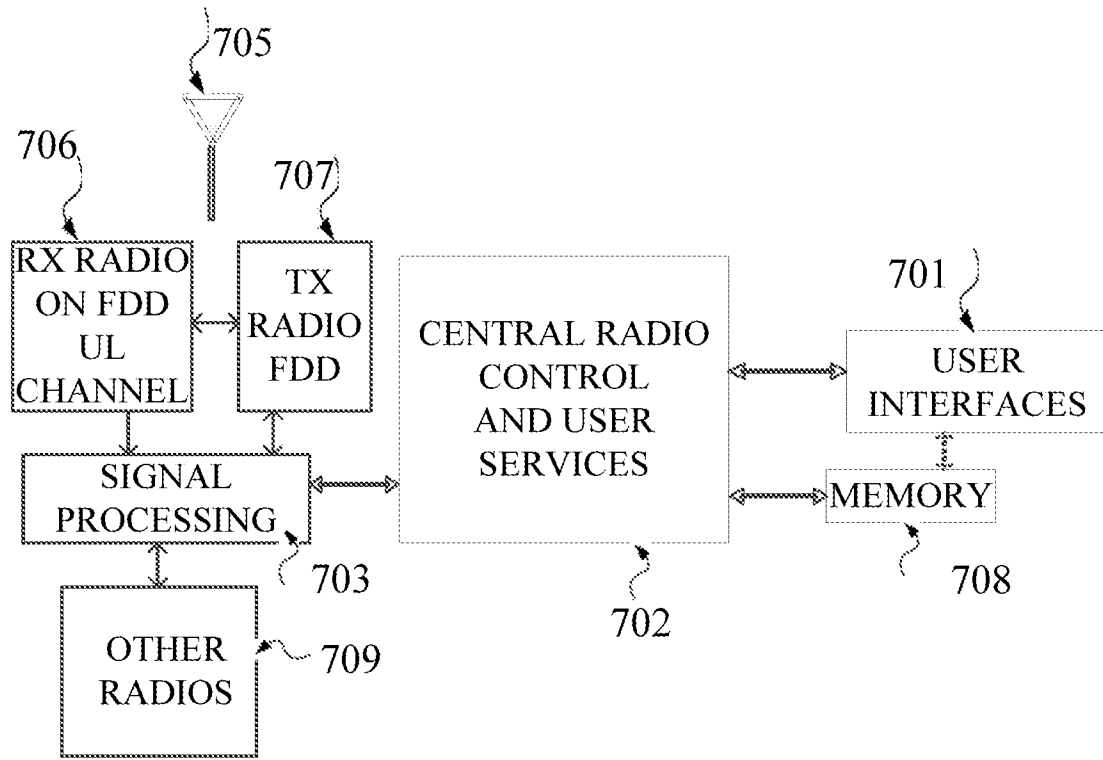 705
706
707
RX RADIO
ON FDD
UL
CHANNEL
TX
RADIO
FDD
CENTRAL RADIO
CONTROL
AND USER
SERVICES
701
USER
INTERFACES
SIGNAL
PROCESSING
MEMORY
703
702
708
OTHER
RADIOS
709